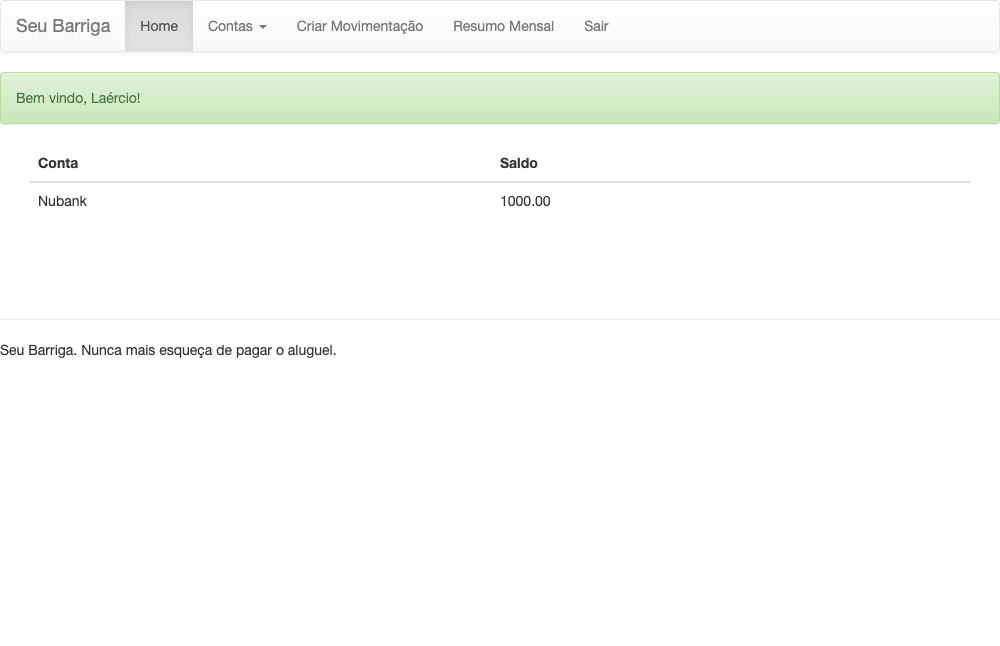 Seu Barriga Home Contas Criar Movimentação Resumo Mensal Sair
Bem vindo, Laércio!
Conta Saldo
Nubank 1000.00
Seu Barriga. Nunca mais esqueça de pagar o aluguel.